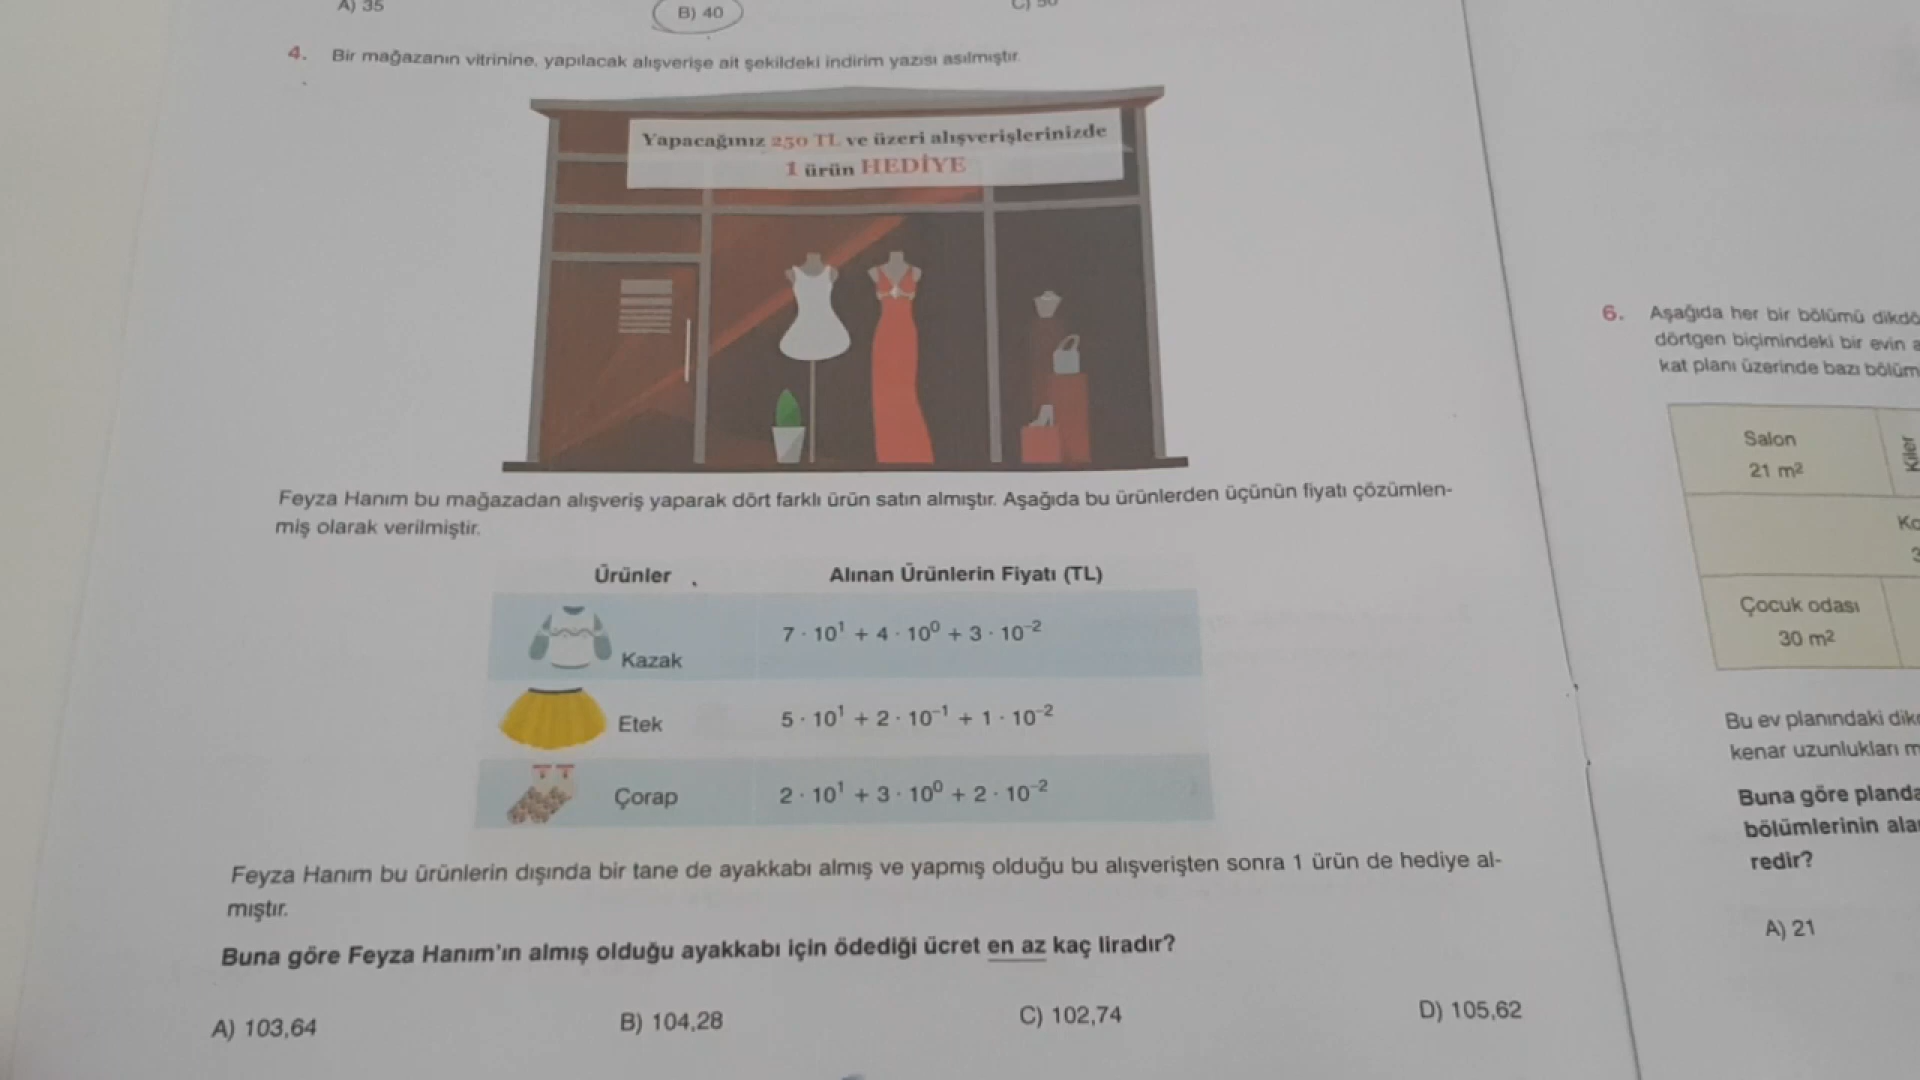 A) 35
B) 40
C) 50
4. Bir mağazanın vitrinine, yapılacak alışverişe ait şekildeki indirim yazısı asılmıştır.
Yapacağınız 250 TL ve üzeri alışverişlerinizde
1 ürün HEDİYE
Feyza Hanım bu mağazadan alışveriş yaparak dört farklı ürün satın almıştır. Aşağıda bu ürünlerden üçünün fiyatı çözümlen-
miş olarak verilmiştir.
Ürünler Alınan Ürünlerin Fiyatı (TL)
Kazak 7 · 10¹ + 4 · 10⁰ + 3 · 10⁻²
Etek 5 · 10¹ + 2 · 10⁻¹ + 1 · 10⁻²
Çorap 2 · 10¹ + 3 · 10⁰ + 2 · 10⁻²
Feyza Hanım bu ürünlerin dışında bir tane de ayakkabı almış ve yapmış olduğu bu alışverişten sonra 1 ürün de hediye al-
mıştır.
Buna göre Feyza Hanım'ın almış olduğu ayakkabı için ödediği ücret en az kaç liradır?
A) 103,64
B) 104,28
C) 102,74
D) 105,62
6. Aşağıda her bir bölümü dikdö
dörtgen biçimindeki bir evin a
kat planı üzerinde bazı bölüm
Salon
21 m²
Kiler
Ko
3
Çocuk odası
30 m²
Bu ev planındaki dik
kenar uzunlukları m
Buna göre planda
bölümlerinin ala
redir?
A) 21